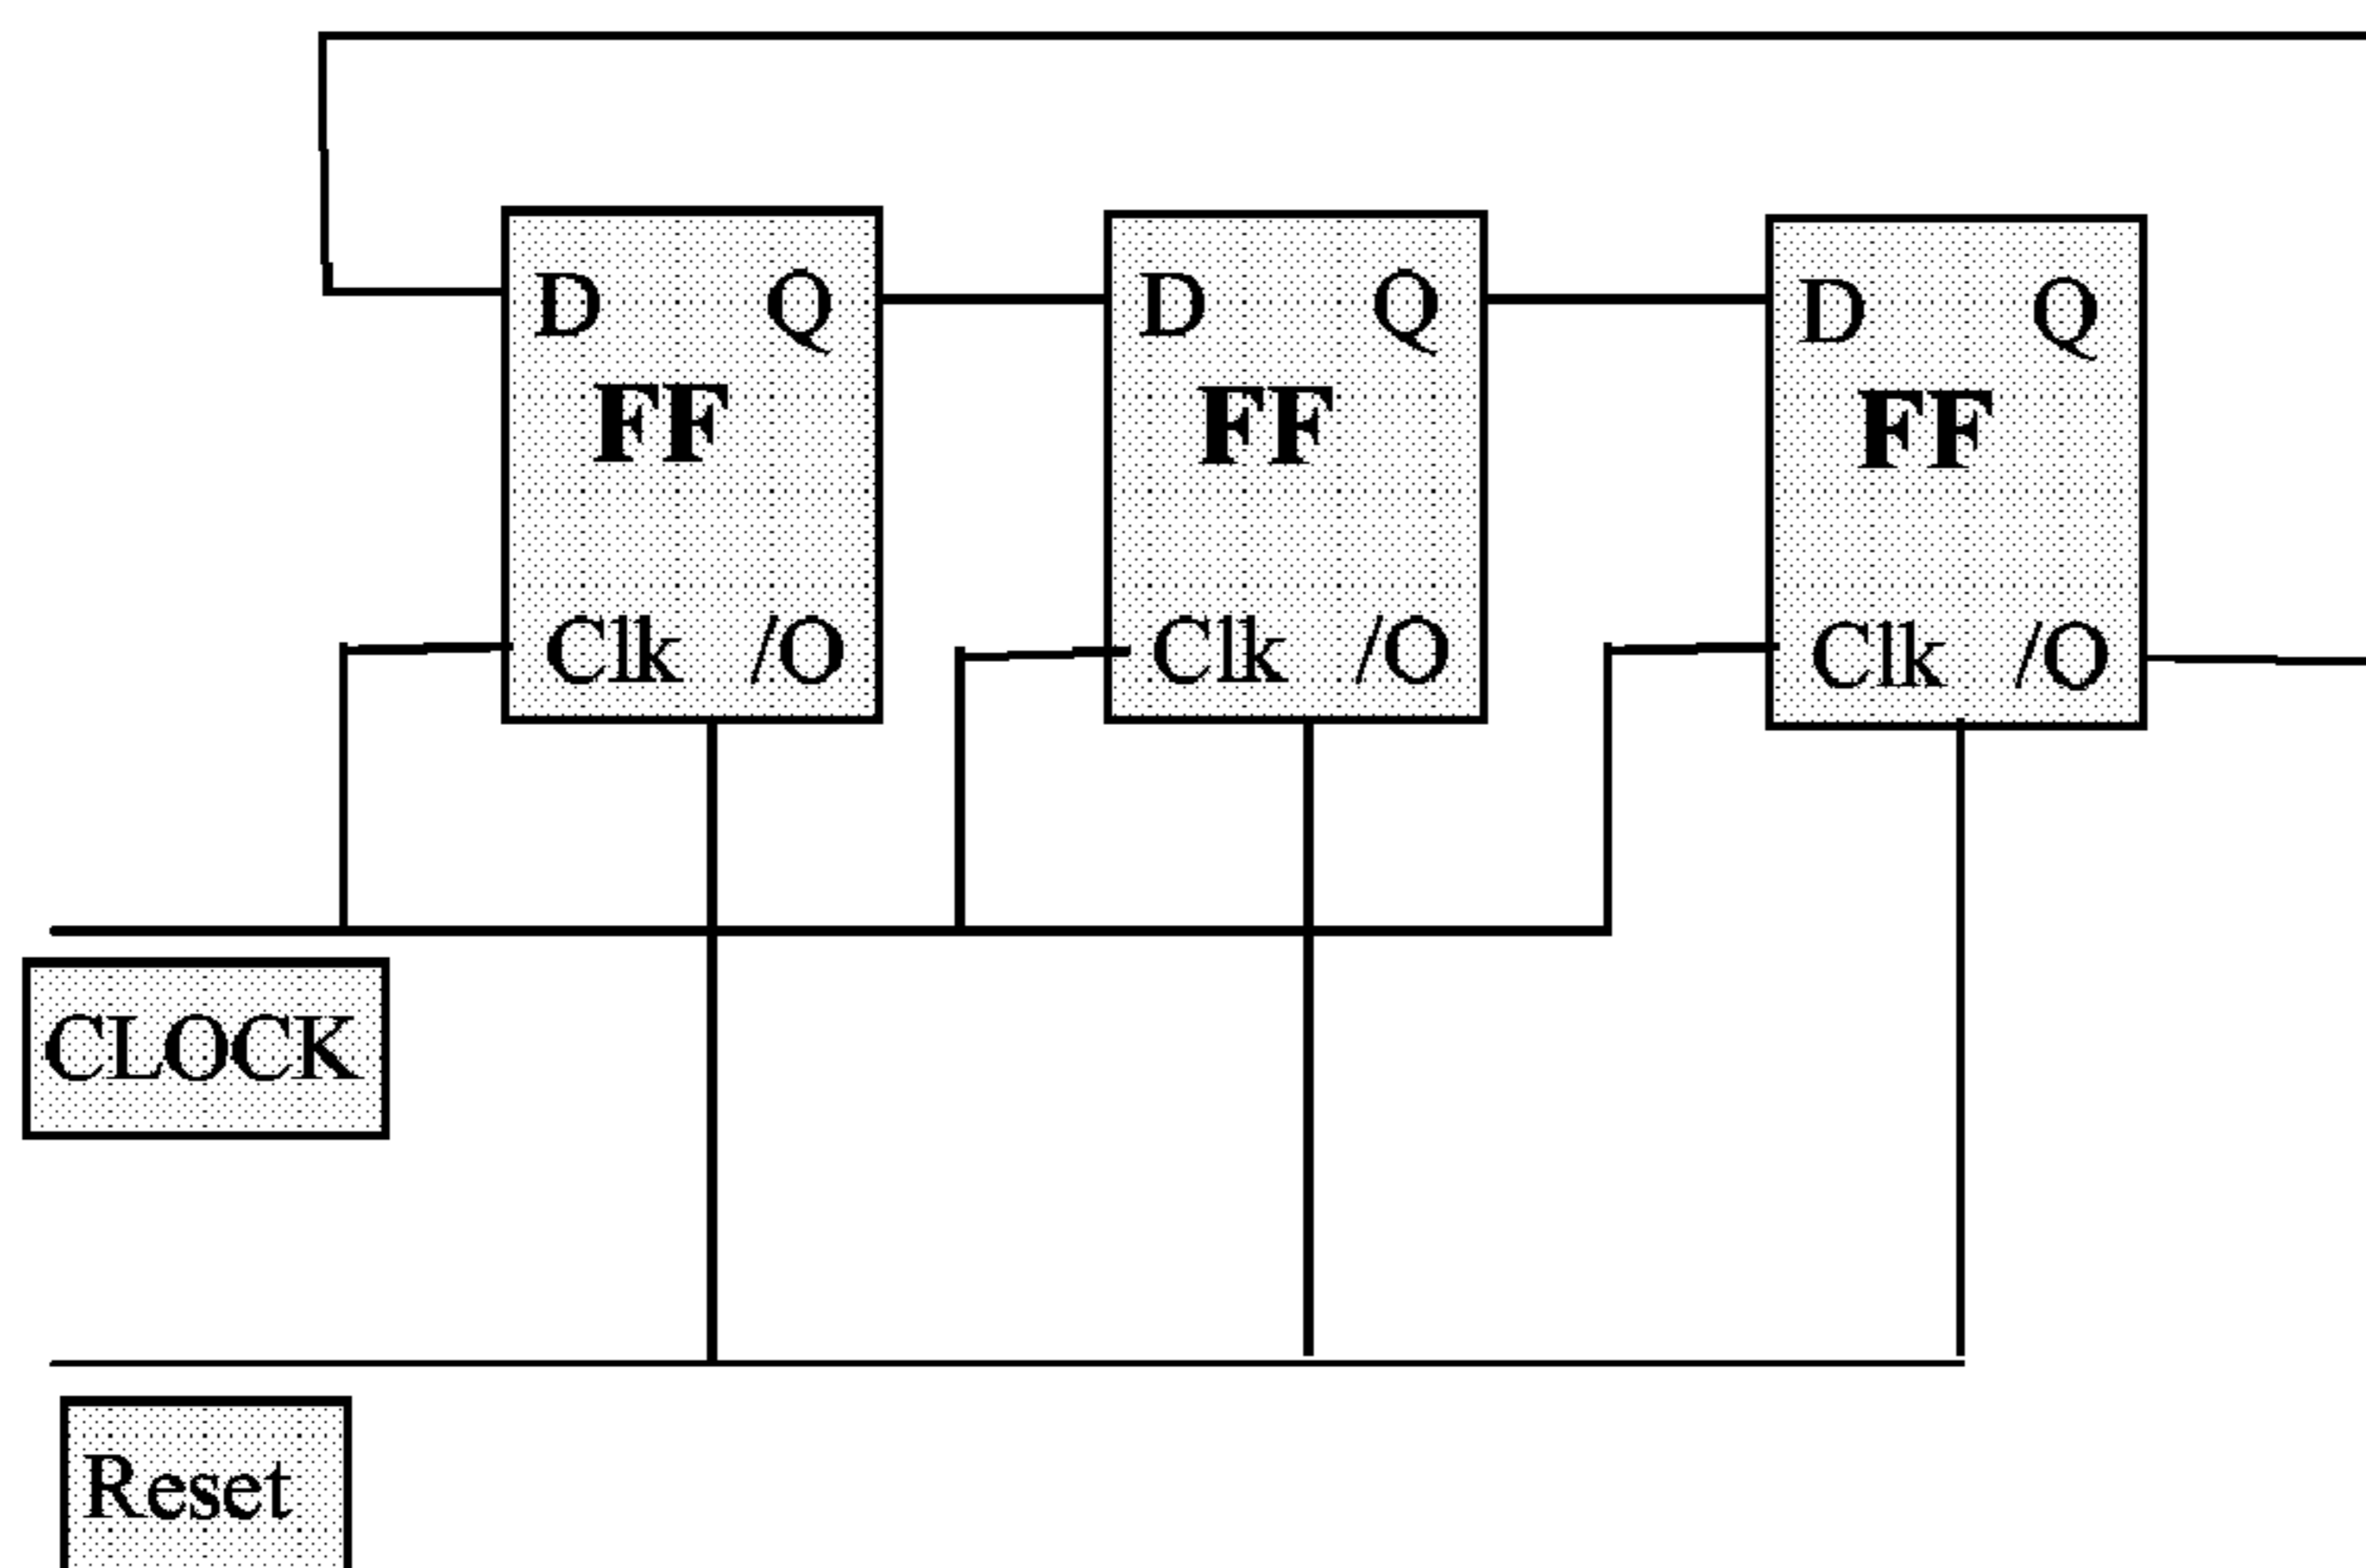 D Q D Q D Q
FF FF FF
Clk /O Clk /O Clk /O
CLOCK
Reset